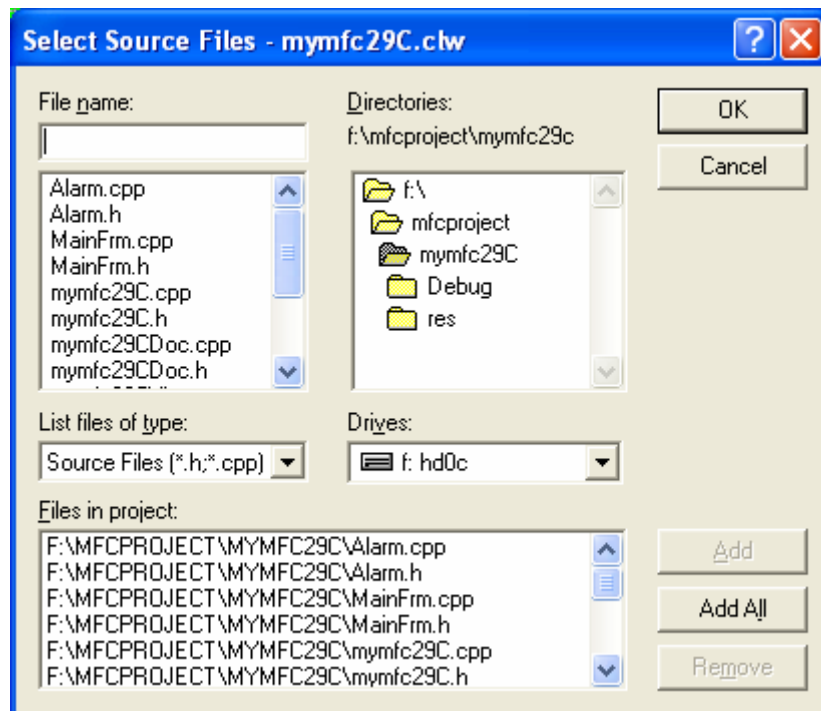 Select Source Files - mymfc29C.clw
File name:
Directories:
f:\mfcproject\mymfc29c
OK
Cancel
Alarm.cpp
Alarm.h
MainFrm.cpp
MainFrm.h
mymfc29C.cpp
mymfc29C.h
mymfc29CDoc.cpp
mymfc29CDoc.h
f:\
mfcproject
mymfc29C
Debug
res
List files of type:
Source Files (*.h;*.cpp)
Drives:
f: hd0c
Files in project:
F:\MFCPROJECT\MYMFC29C\Alarm.cpp
F:\MFCPROJECT\MYMFC29C\Alarm.h
F:\MFCPROJECT\MYMFC29C\MainFrm.cpp
F:\MFCPROJECT\MYMFC29C\MainFrm.h
F:\MFCPROJECT\MYMFC29C\mymfc29C.cpp
F:\MFCPROJECT\MYMFC29C\mymfc29C.h
Add
Add All
Remove